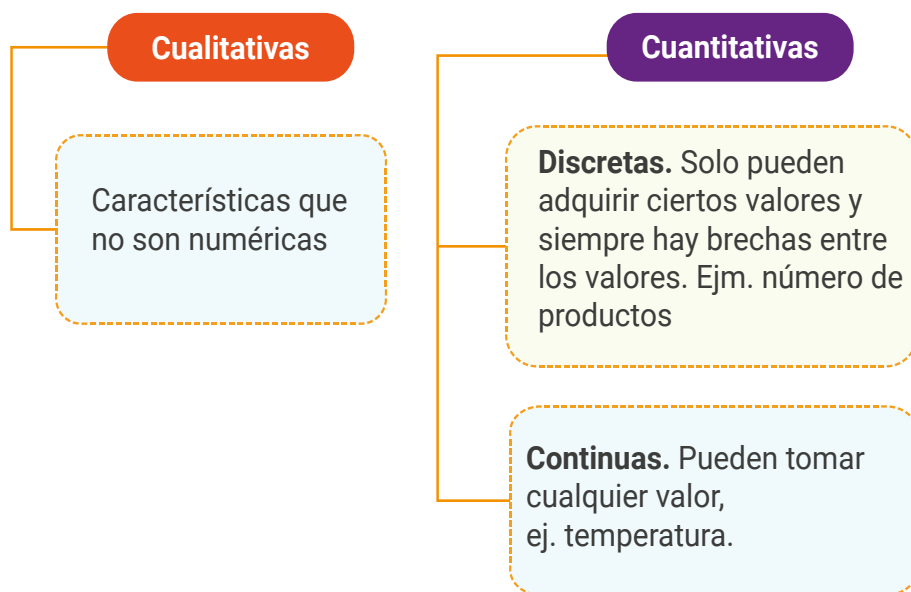 Cualitativas
Características que
no son numéricas
Cuantitativas
Discretas. Solo pueden
adquirir ciertos valores y
siempre hay brechas entre
los valores. Ejm. número de
productos
Continuas. Pueden tomar
cualquier valor,
ej. temperatura.